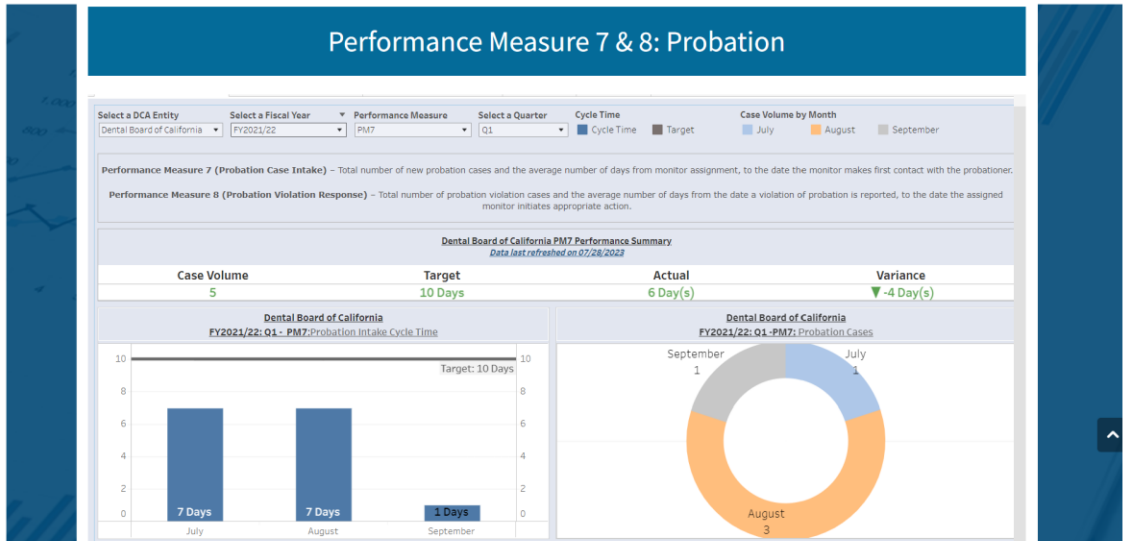 Performance Measure 7 & 8: Probation
Select a DCA Entity
Select a Fiscal Year
Performance Measure
Select a Quarter
Cycle Time
Case Volume by Month
Dental Board of California
FY2021/22
PM7
Q1
Cycle Time
Target
July
August
September
Performance Measure 7 (Probation Case Intake) – Total number of new probation cases and the average number of days from monitor assignment, to the date the monitor makes first contact with the probationer.
Performance Measure 8 (Probation Violation Response) – Total number of probation violation cases and the average number of days from the date a violation of probation is reported, to the date the assigned
monitor initiates appropriate action.
Dental Board of California PM7 Performance Summary
Data last refreshed on 07/28/2023
Case Volume
Target
Actual
Variance
5
10 Days
6 Day(s)
▼ -4 Day(s)
Dental Board of California
FY2021/22: Q1 - PM7:Probation Intake Cycle Time
10
8
6
4
2
0
Target: 10 Days
10
8
6
4
2
0
7 Days
7 Days
1 Days
July
August
September
Dental Board of California
FY2021/22: Q1 -PM7: Probation Cases
September
1
July
1
August
3